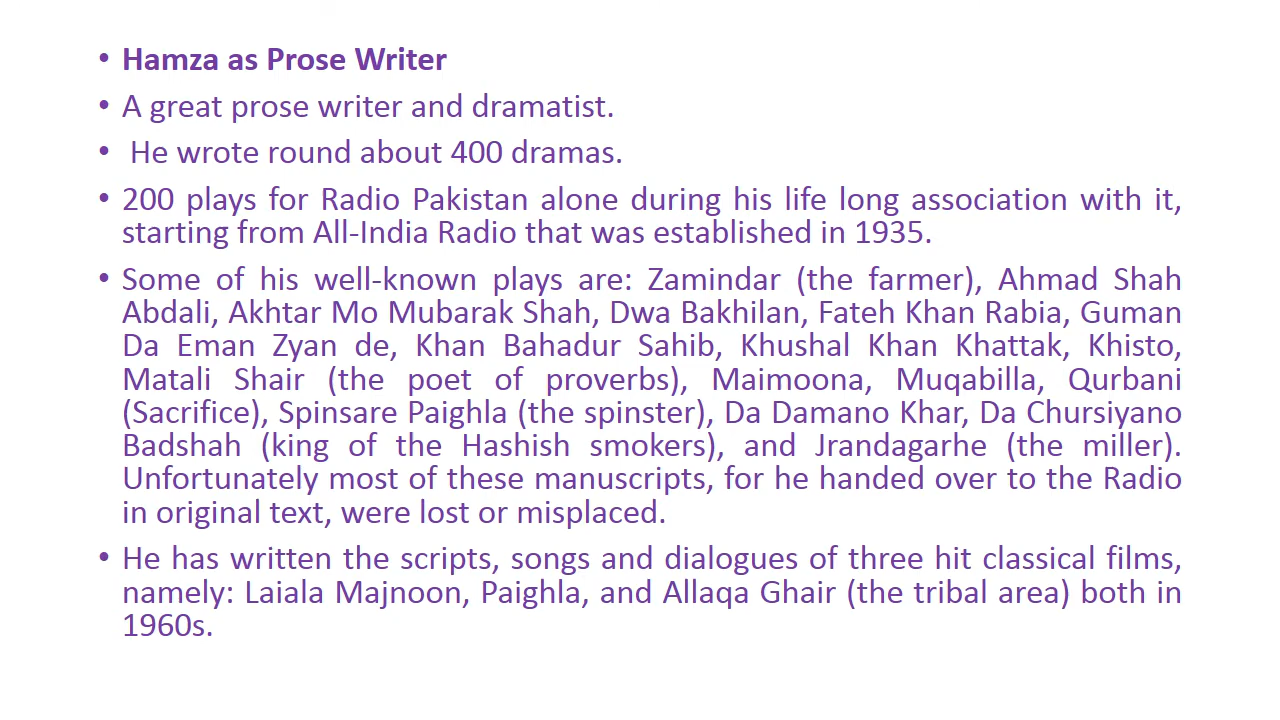 • Hamza as Prose Writer
• A great prose writer and dramatist.
• He wrote round about 400 dramas.
• 200 plays for Radio Pakistan alone during his life long association with it,
starting from All-India Radio that was established in 1935.
• Some of his well-known plays are: Zamindar (the farmer), Ahmad Shah
Abdali, Akhtar Mo Mubarak Shah, Dwa Bakhilan, Fateh Khan Rabia, Guman
Da Eman Zyan de, Khan Bahadur Sahib, Khushal Khan Khattak, Khisto,
Matali Shair (the poet of proverbs), Maimoona, Muqabilla, Qurbani
(Sacrifice), Spinsare Paighla (the spinster), Da Damano Khar, Da Chursiyano
Badshah (king of the Hashish smokers), and Jrandagarhe (the miller).
Unfortunately most of these manuscripts, for he handed over to the Radio
in original text, were lost or misplaced.
• He has written the scripts, songs and dialogues of three hit classical films,
namely: Laiala Majnoon, Paighla, and Allaqa Ghair (the tribal area) both in
1960s.